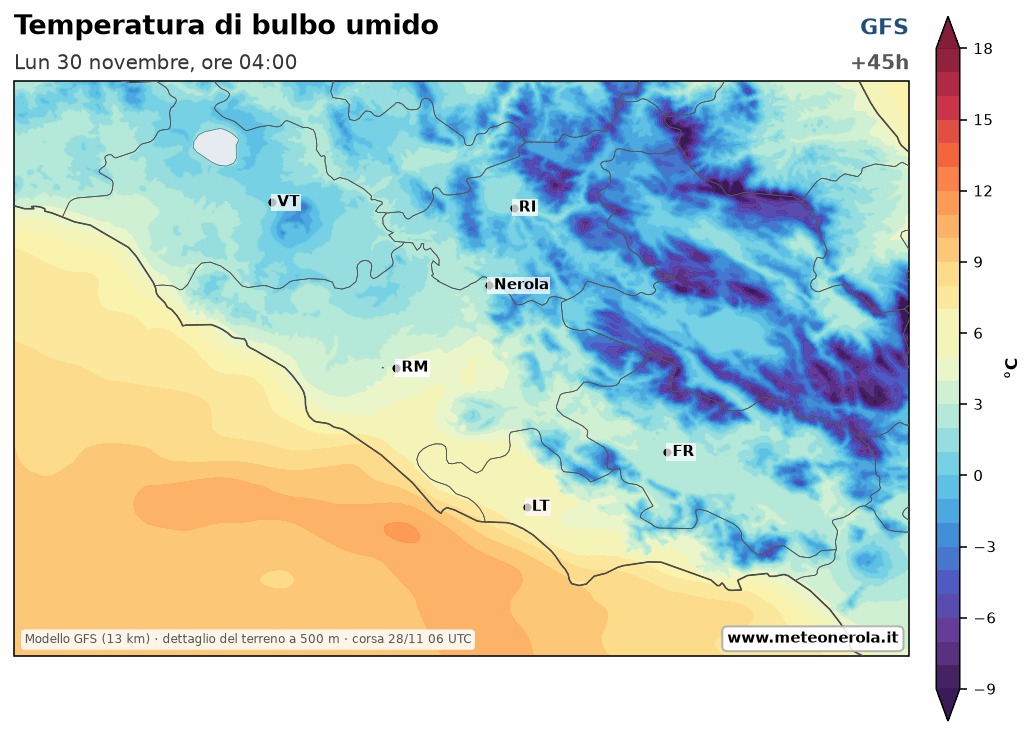 Temperatura di bulbo umido
GFS
Lun 30 novembre, ore 04:00
+45h
VT
RI
Nerola
RM
FR
LT
Modello GFS (13 km) · dettaglio del terreno a 500 m · corsa 28/11 06 UTC
www.meteonerola.it
18
15
12
9
6
3
0
−3
−6
−9
°C